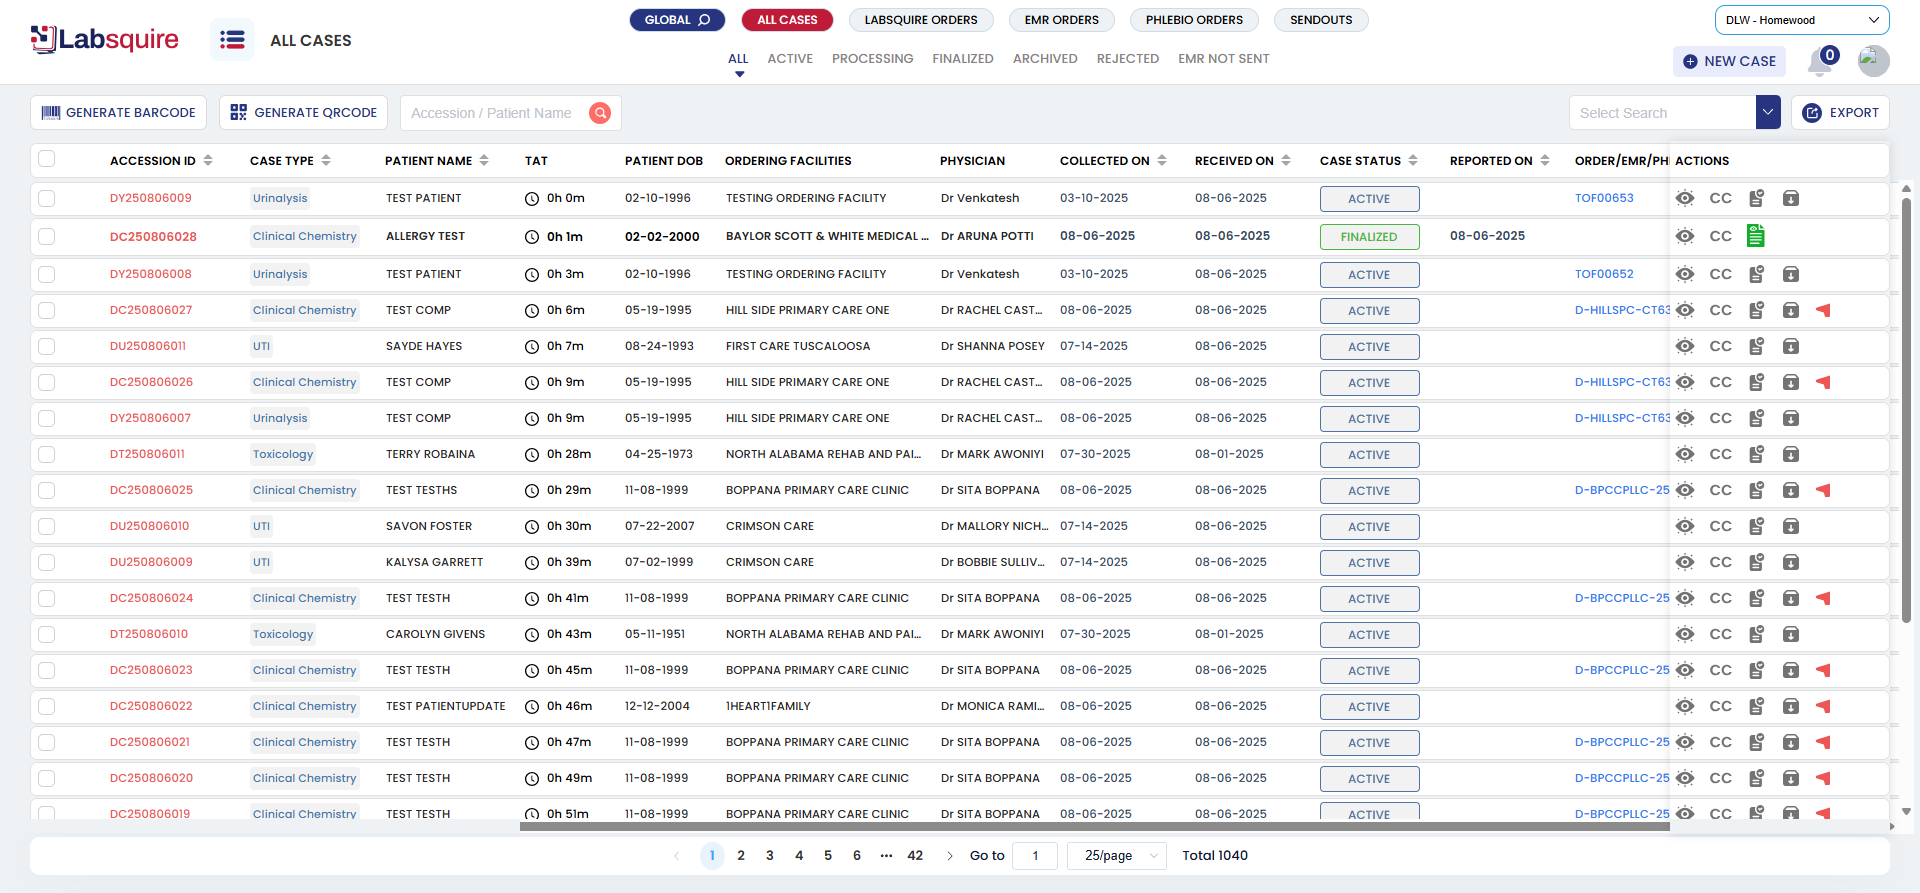 Labsquire
ALL CASES
GLOBAL ALL CASES LABSQUIRE ORDERS EMR ORDERS PHLEBIO ORDERS SENDOUTS
DLW - Homewood
ALL ACTIVE PROCESSING FINALIZED ARCHIVED REJECTED EMR NOT SENT
NEW CASE 0
GENERATE BARCODE GENERATE QRCODE Accession / Patient Name Select Search EXPORT
ACCESSION ID CASE TYPE PATIENT NAME TAT PATIENT DOB ORDERING FACILITIES PHYSICIAN COLLECTED ON RECEIVED ON CASE STATUS REPORTED ON ORDER/EMR/PH ACTIONS
DY250806009 Urinalysis TEST PATIENT 0h 0m 02-10-1996 TESTING ORDERING FACILITY Dr Venkatesh 03-10-2025 08-06-2025 ACTIVE TOF00653 CC
DC250806028 Clinical Chemistry ALLERGY TEST 0h 1m 02-02-2000 BAYLOR SCOTT & WHITE MEDICAL ... Dr ARUNA POTTI 08-06-2025 08-06-2025 FINALIZED 08-06-2025 CC
DY250806008 Urinalysis TEST PATIENT 0h 3m 02-10-1996 TESTING ORDERING FACILITY Dr Venkatesh 03-10-2025 08-06-2025 ACTIVE TOF00652 CC
DC250806027 Clinical Chemistry TEST COMP 0h 6m 05-19-1995 HILL SIDE PRIMARY CARE ONE Dr RACHEL CAST... 08-06-2025 08-06-2025 ACTIVE D-HILLSPC-CT63 CC
DU250806011 UTI SAYDE HAYES 0h 7m 08-24-1993 FIRST CARE TUSCALOOSA Dr SHANNA POSEY 07-14-2025 08-06-2025 ACTIVE CC
DC250806026 Clinical Chemistry TEST COMP 0h 9m 05-19-1995 HILL SIDE PRIMARY CARE ONE Dr RACHEL CAST... 08-06-2025 08-06-2025 ACTIVE D-HILLSPC-CT63 CC
DY250806007 Urinalysis TEST COMP 0h 9m 05-19-1995 HILL SIDE PRIMARY CARE ONE Dr RACHEL CAST... 08-06-2025 08-06-2025 ACTIVE D-HILLSPC-CT63 CC
DT250806011 Toxicology TERRY ROBAINA 0h 28m 04-25-1973 NORTH ALABAMA REHAB AND PAI... Dr MARK AWONIYI 07-30-2025 08-01-2025 ACTIVE CC
DC250806025 Clinical Chemistry TEST TESTHS 0h 29m 11-08-1999 BOPPANA PRIMARY CARE CLINIC Dr SITA BOPPANA 08-06-2025 08-06-2025 ACTIVE D-BPCCPLLC-25 CC
DU250806010 UTI SAVON FOSTER 0h 30m 07-22-2007 CRIMSON CARE Dr MALLORY NICH... 07-14-2025 08-06-2025 ACTIVE CC
DU250806009 UTI KALYSA GARRETT 0h 39m 07-02-1999 CRIMSON CARE Dr BOBBIE SULLIV... 07-14-2025 08-06-2025 ACTIVE CC
DC250806024 Clinical Chemistry TEST TESTH 0h 41m 11-08-1999 BOPPANA PRIMARY CARE CLINIC Dr SITA BOPPANA 08-06-2025 08-06-2025 ACTIVE D-BPCCPLLC-25 CC
DT250806010 Toxicology CAROLYN GIVENS 0h 43m 05-11-1951 NORTH ALABAMA REHAB AND PAI... Dr MARK AWONIYI 07-30-2025 08-01-2025 ACTIVE CC
DC250806023 Clinical Chemistry TEST TESTH 0h 45m 11-08-1999 BOPPANA PRIMARY CARE CLINIC Dr SITA BOPPANA 08-06-2025 08-06-2025 ACTIVE D-BPCCPLLC-25 CC
DC250806022 Clinical Chemistry TEST PATIENTUPDATE 0h 46m 12-12-2004 1HEART1FAMILY Dr MONICA RAMI... 08-06-2025 08-06-2025 ACTIVE CC
DC250806021 Clinical Chemistry TEST TESTH 0h 47m 11-08-1999 BOPPANA PRIMARY CARE CLINIC Dr SITA BOPPANA 08-06-2025 08-06-2025 ACTIVE D-BPCCPLLC-25 CC
DC250806020 Clinical Chemistry TEST TESTH 0h 49m 11-08-1999 BOPPANA PRIMARY CARE CLINIC Dr SITA BOPPANA 08-06-2025 08-06-2025 ACTIVE D-BPCCPLLC-25 CC
DC250806019 Clinical Chemistry TEST TESTH 0h 51m 11-08-1999 BOPPANA PRIMARY CARE CLINIC Dr SITA BOPPANA 08-06-2025 08-06-2025 ACTIVE D-BPCCPLLC-25 CC
1 2 3 4 5 6 ... 42 Go to 1 25/page Total 1040